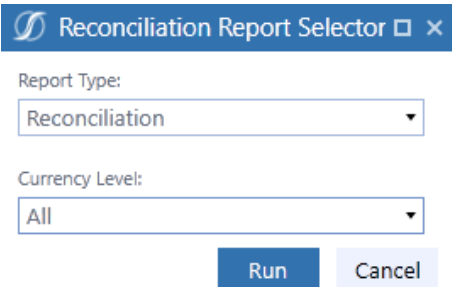 Reconciliation Report Selector
Report Type:
Reconciliation
Currency Level:
All
Run Cancel